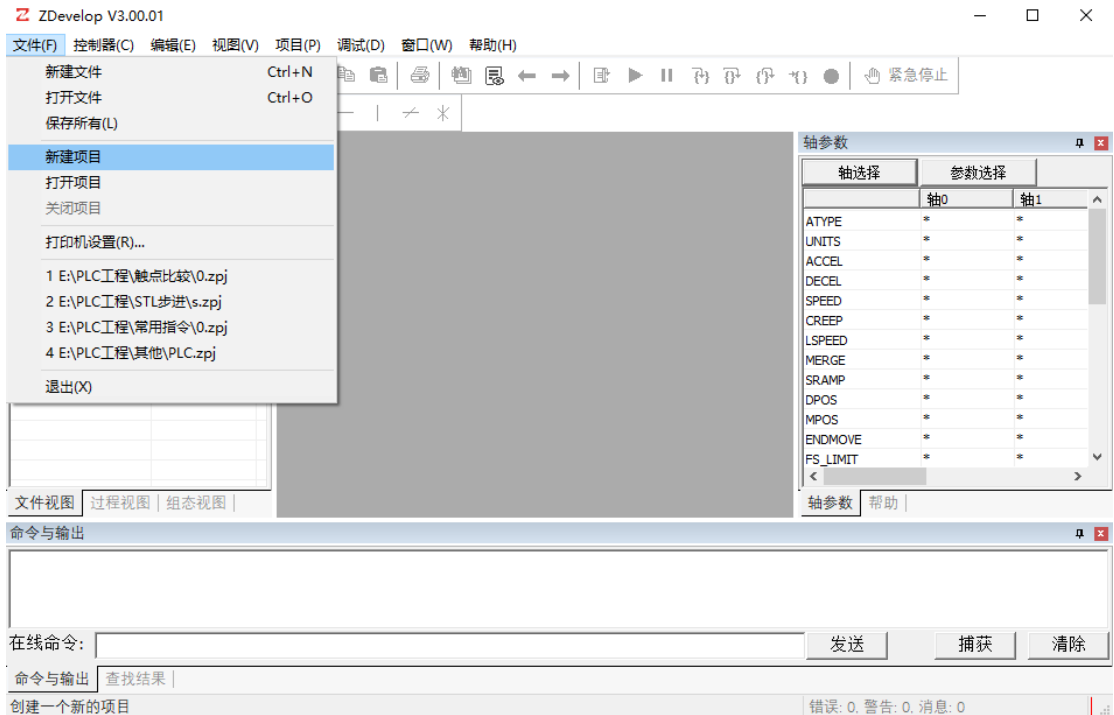 ZDevelop V3.00.01
文件(F) 控制器(C) 编辑(E) 视图(V) 项目(P) 调试(D) 窗口(W) 帮助(H)
新建文件 Ctrl+N
打开文件 Ctrl+O
保存所有(L)
新建项目
打开项目
关闭项目
打印机设置(R)...
1 E:\PLC工程\触点比较\0.zpj
2 E:\PLC工程\STL步进\s.zpj
3 E:\PLC工程\常用指令\0.zpj
4 E:\PLC工程\其他\PLC.zpj
退出(X)
紧急停止
文件视图 过程视图 组态视图
轴参数
轴选择 参数选择
轴0 轴1
ATYPE * *
UNITS * *
ACCEL * *
DECEL * *
SPEED * *
CREEP * *
LSPEED * *
MERGE * *
SRAMP * *
DPOS * *
MPOS * *
ENDMOVE * *
FS_LIMIT * *
轴参数 帮助
命令与输出
在线命令: 发送 捕获 清除
命令与输出 查找结果
创建一个新的项目 错误: 0, 警告: 0, 消息: 0